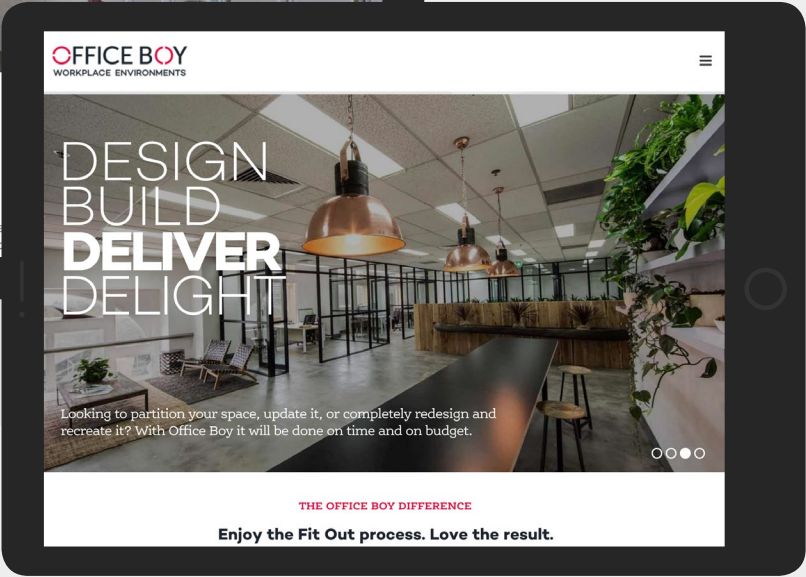 OFFICE BOY
WORKPLACE ENVIRONMENTS
DESIGN
BUILD
DELIVER
DELIGHT
Looking to partition your space, update it, or completely redesign and
recreate it? With Office Boy it will be done on time and on budget.
THE OFFICE BOY DIFFERENCE
Enjoy the Fit Out process. Love the result.